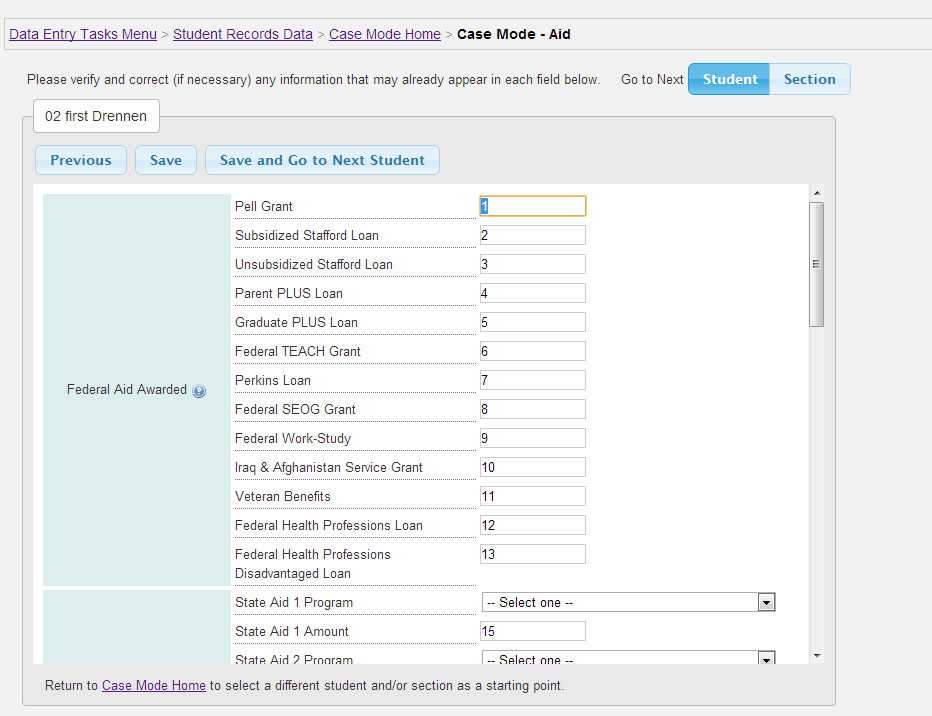 Data Entry Tasks Menu > Student Records Data > Case Mode Home > Case Mode - Aid
Please verify and correct (if necessary) any information that may already appear in each field below. Go to Next Student Section
02 first Drennen
Previous Save Save and Go to Next Student
Pell Grant 1
Subsidized Stafford Loan 2
Unsubsidized Stafford Loan 3
Parent PLUS Loan 4
Graduate PLUS Loan 5
Federal TEACH Grant 6
Perkins Loan 7
Federal Aid Awarded ?
Federal SEOG Grant 8
Federal Work-Study 9
Iraq & Afghanistan Service Grant 10
Veteran Benefits 11
Federal Health Professions Loan 12
Federal Health Professions 13
Disadvantaged Loan
State Aid 1 Program -- Select one --
State Aid 1 Amount 15
State Aid 2 Program -- Select one --
Return to Case Mode Home to select a different student and/or section as a starting point.